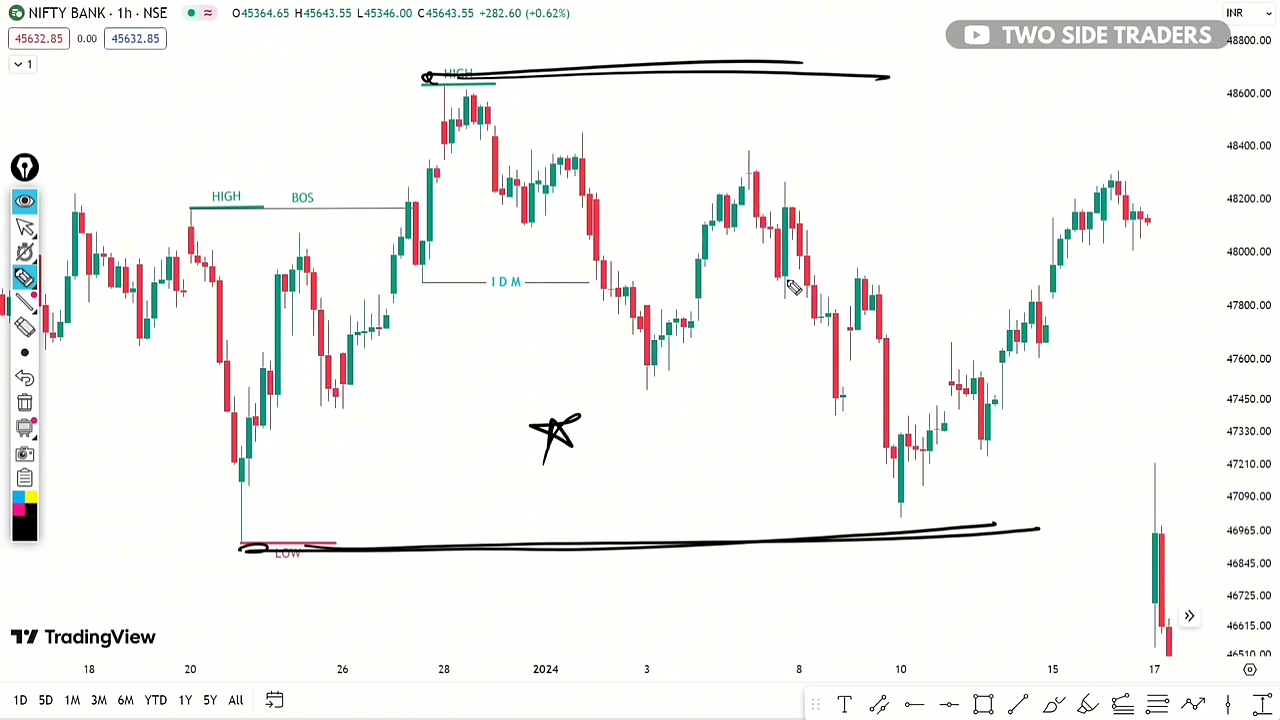 NIFTY BANK · 1h · NSE
O45364.65 H45643.55 L45346.00 C45643.55 +282.60 (+0.62%)
INR
45632.85 0.00 45632.85
TWO SIDE TRADERS
1
HIGH
HIGH
BOS
I D M
LOW
48800.00
48600.00
48400.00
48200.00
48000.00
47800.00
47600.00
47450.00
47330.00
47210.00
47090.00
46965.00
46845.00
46725.00
46615.00
46510.00
TradingView
18 20 26 28 2024 3 8 10 15 17
1D 5D 1M 3M 6M YTD 1Y 5Y All